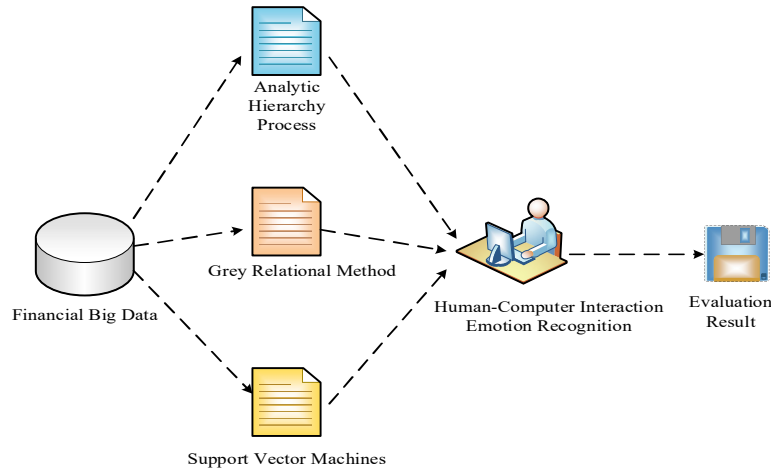 Analytic
Hierarchy
Process
Grey Relational Method
Financial Big Data
Human-Computer Interaction
Emotion Recognition
Evaluation
Result
Support Vector Machines